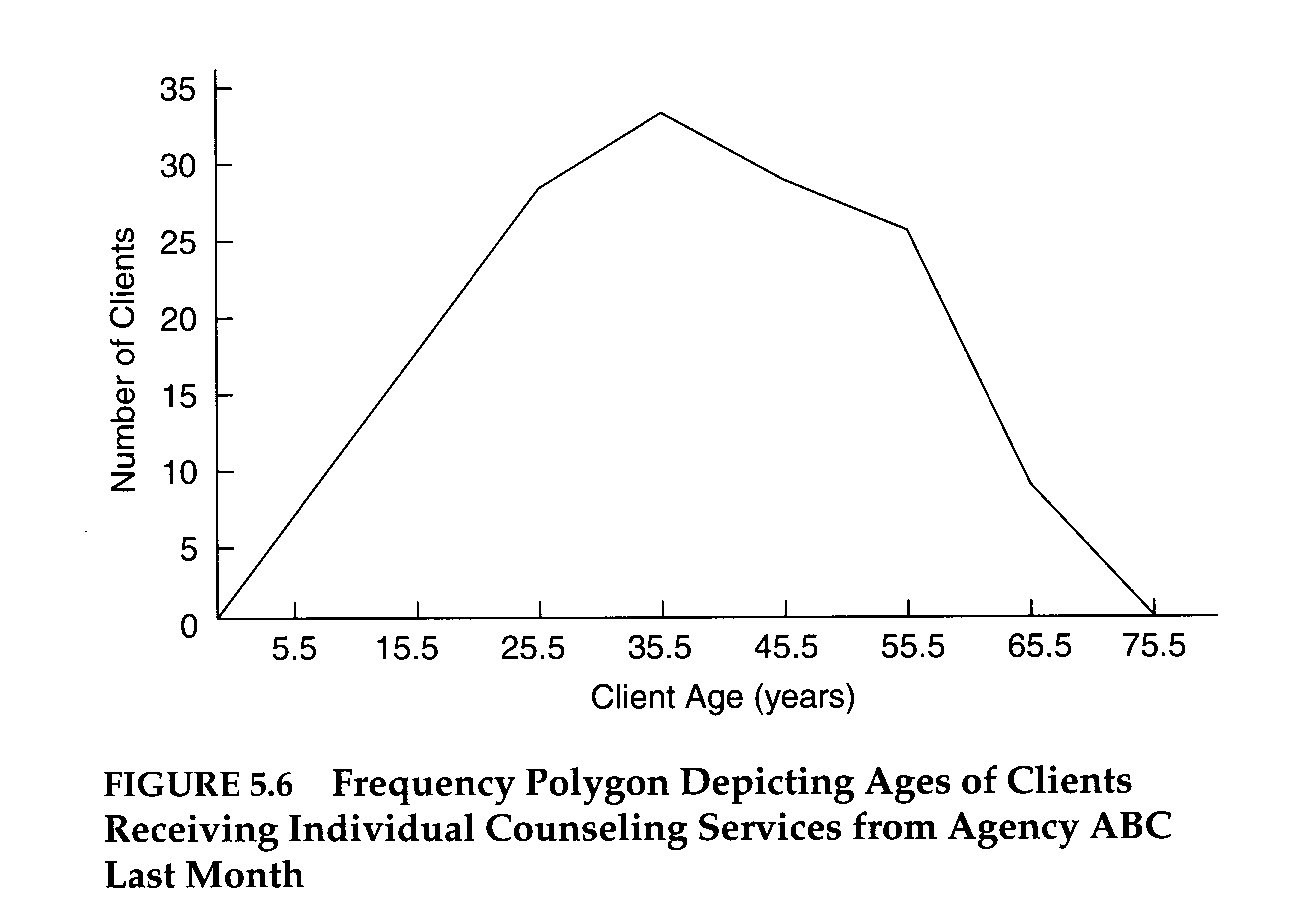 35
30
25
20
15
10
5
0
Number of Clients
5.5 15.5 25.5 35.5 45.5 55.5 65.5 75.5
Client Age (years)
FIGURE 5.6 Frequency Polygon Depicting Ages of Clients
Receiving Individual Counseling Services from Agency ABC
Last Month